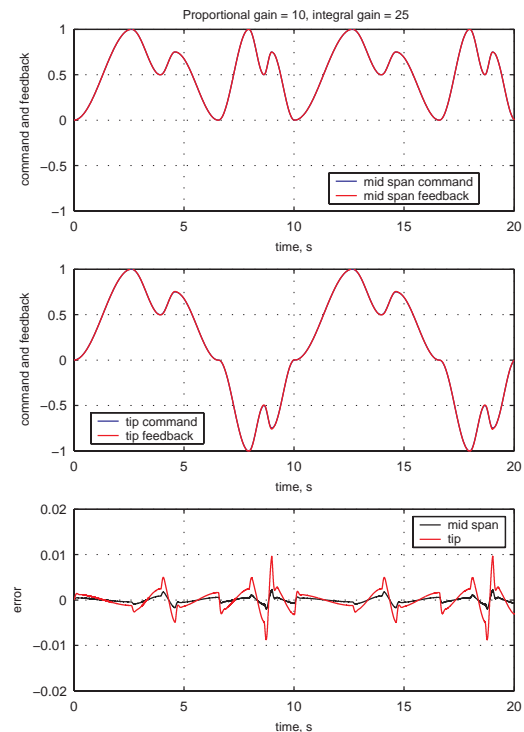 Proportional gain = 10, integral gain = 25
command and feedback
1
0.5
0
−0.5
−1
mid span command
mid span feedback
0 5 10 15 20
time, s
command and feedback
1
0.5
0
−0.5
−1
tip command
tip feedback
0 5 10 15 20
time, s
error
0.02
0.01
0
−0.01
−0.02
mid span
tip
0 5 10 15 20
time, s